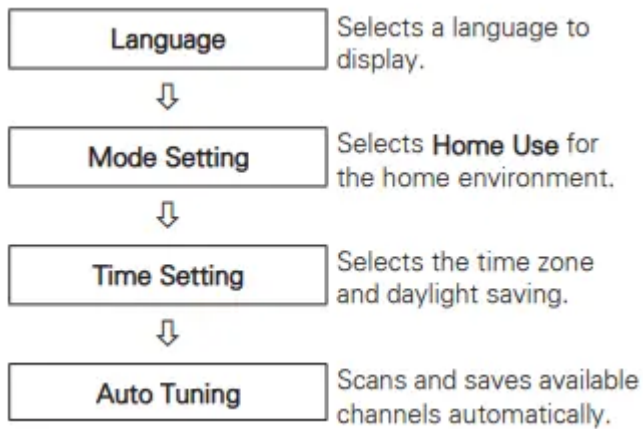 Language
Selects a language to
display.
⇩
Mode Setting
Selects Home Use for
the home environment.
⇩
Time Setting
Selects the time zone
and daylight saving.
⇩
Auto Tuning
Scans and saves available
channels automatically.